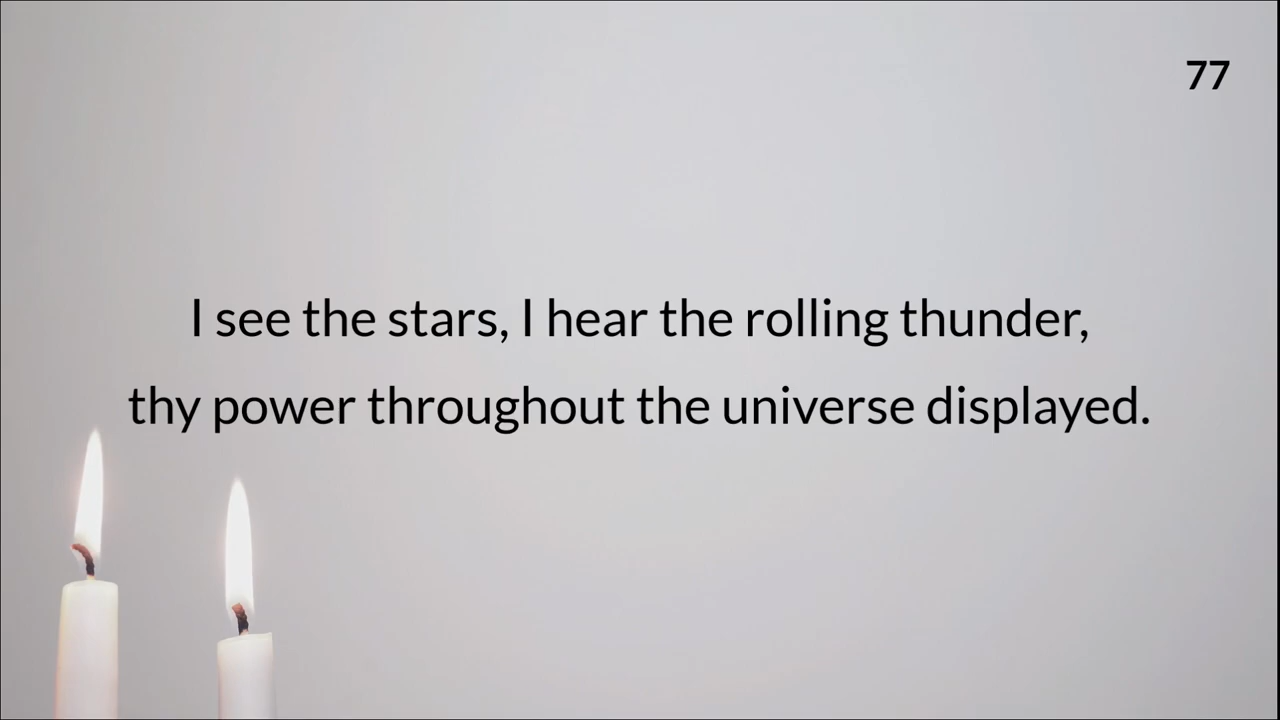 77
I see the stars, I hear the rolling thunder,
thy power throughout the universe displayed.